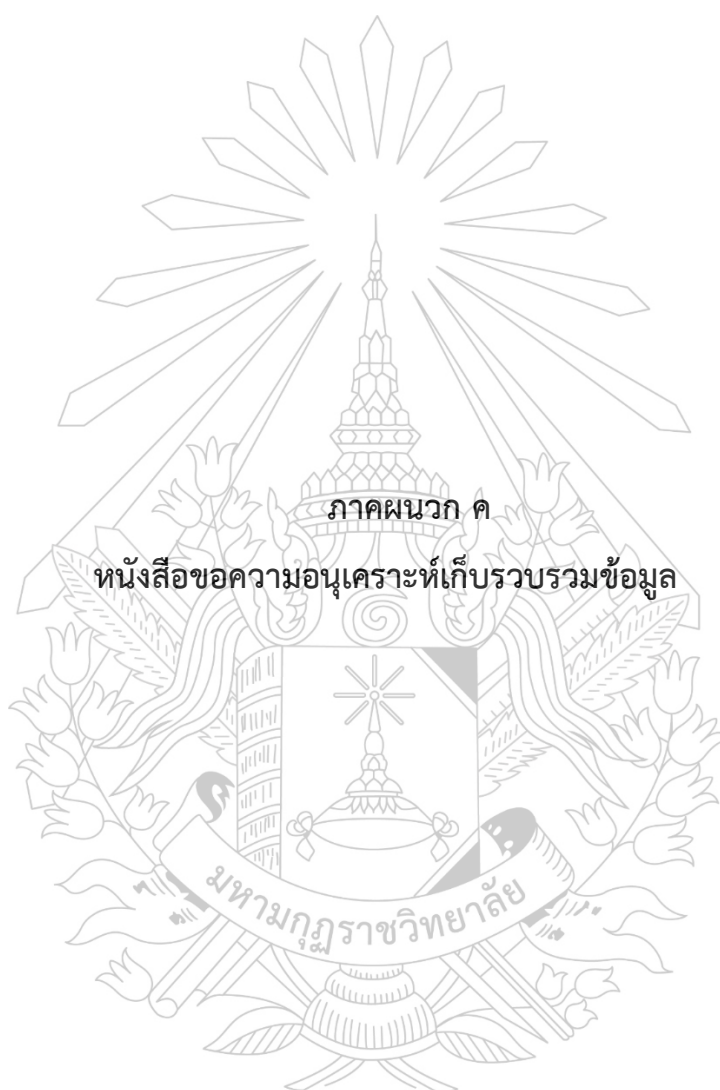 ภาคผนวก ค
หนังสือขอความอนุเคราะห์เก็บรวบรวมข้อมูล
มหามกุฏราชวิทยาลัย